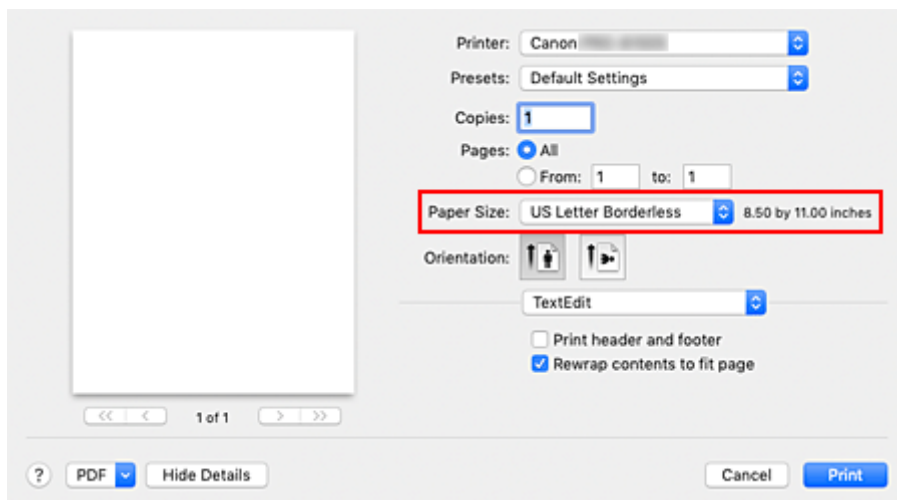 Printer: Canon
Presets: Default Settings
Copies: 1
Pages: All
From: 1 to: 1
Paper Size: US Letter Borderless 8.50 by 11.00 inches
Orientation:
TextEdit
Print header and footer
Rewrap contents to fit page
<< < 1 of 1 > >>
? PDF Hide Details Cancel Print